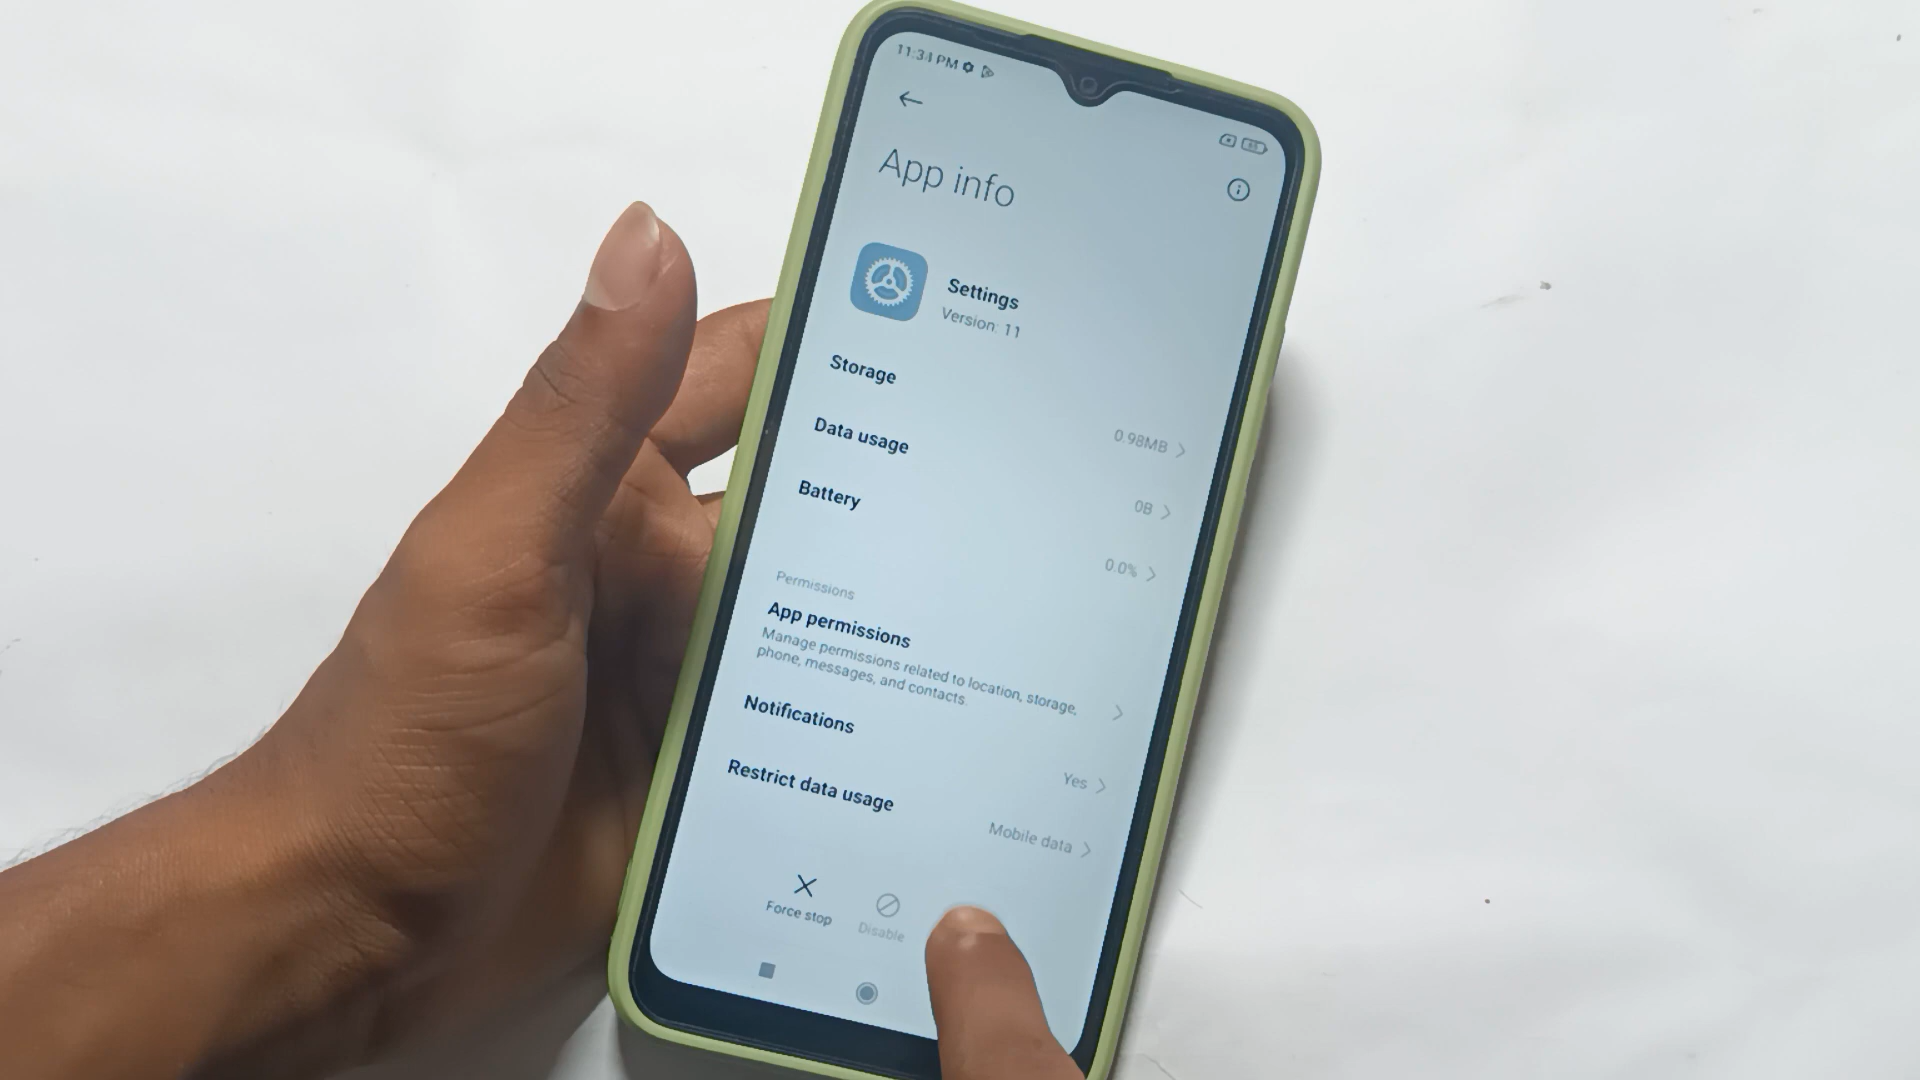 11:34 PM
App info
Settings
Version: 11
Storage
0.98MB
Data usage
0B
Battery
0.0%
Permissions
App permissions
Manage permissions related to location, storage,
phone, messages, and contacts.
Notifications
Yes
Restrict data usage
Mobile data
Force stop
Disable